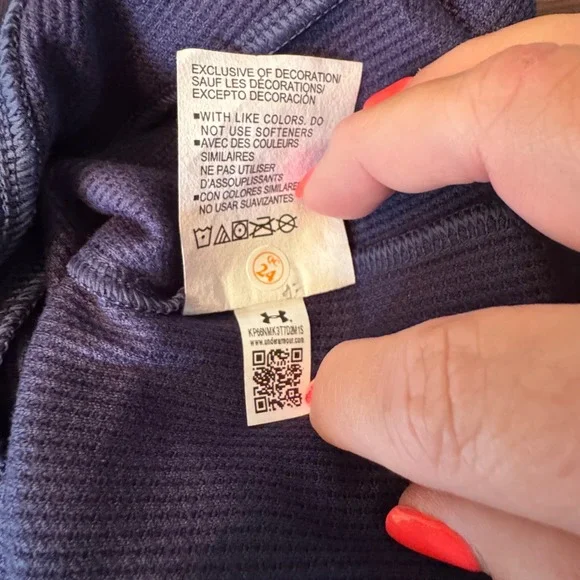 EXCLUSIVE OF DECORATION/
SAUF LES DÉCORATIONS/
EXCEPTO DECORACIÓN
▪WITH LIKE COLORS. DO
NOT USE SOFTENERS
▪AVEC DES COULEURS
SIMILAIRES
NE PAS UTILISER
D'ASSOUPLISSANTS
▪CON COLORES SIMILARES
NO USAR SUAVIZANTES
www.underarmour.com